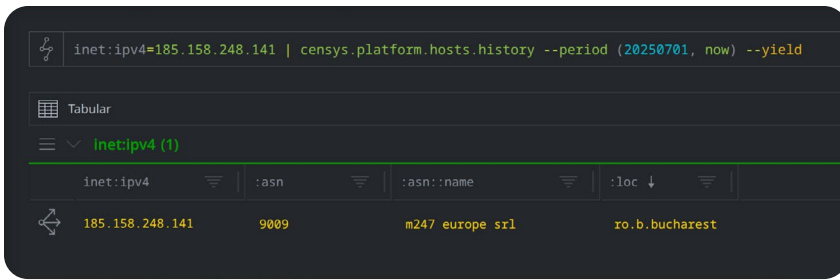 inet:ipv4=185.158.248.141 | censys.platform.hosts.history --period (20250701, now) --yield
Tabular
inet:ipv4 (1)
inet:ipv4 :asn :asn::name :loc ↓
185.158.248.141 9009 m247 europe srl ro.b.bucharest